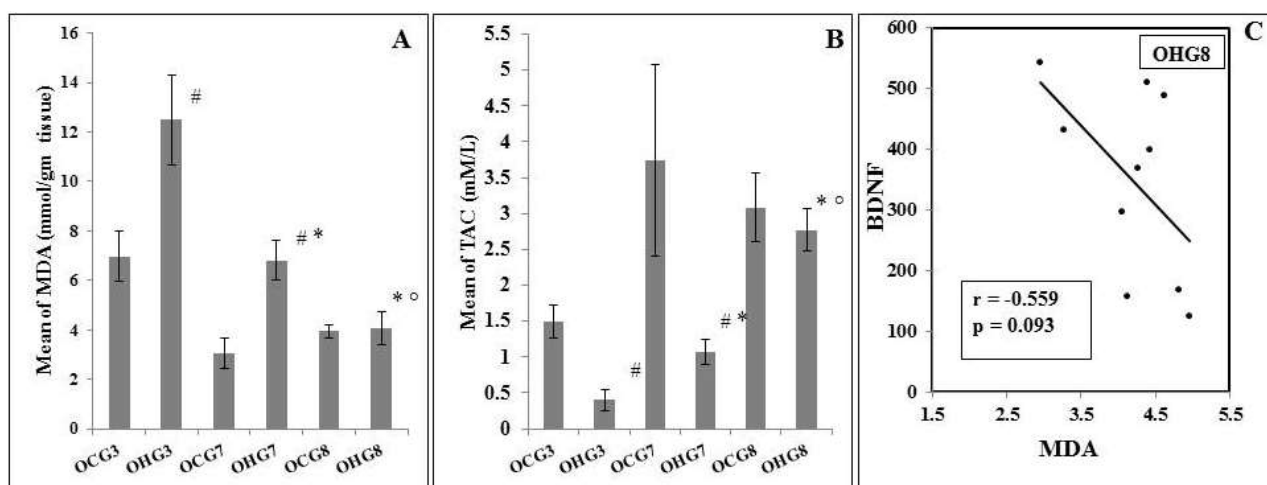 A
Mean of MDA (mmol/gm tissue)
16
14
12
10
8
6
4
2
0
#
# *
* °
OCG3 OHG3 OCG7 OHG7 OCG8 OHG8
B
Mean of TAC (mM/L)
5.5
5
4.5
4
3.5
3
2.5
2
1.5
1
0.5
0
#
# *
* °
OCG3 OHG3 OCG7 OHG7 OCG8 OHG8
C
OHG8
BDNF
600
500
400
300
200
100
0
r = -0.559
p = 0.093
1.5 2.5 3.5 4.5 5.5
MDA